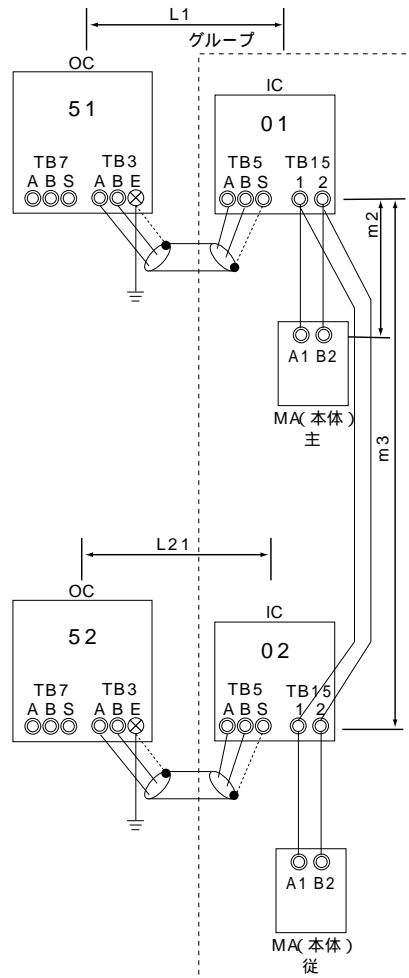 L1
グループ
OC
IC
51
01
TB7 TB3
A B S A B E
TB5 TB15
A B S 1 2
m2
A1 B2
MA(本体)
主
m3
L21
OC
IC
52
02
TB7 TB3
A B S A B E
TB5 TB15
A B S 1 2
A1 B2
MA(本体)
従